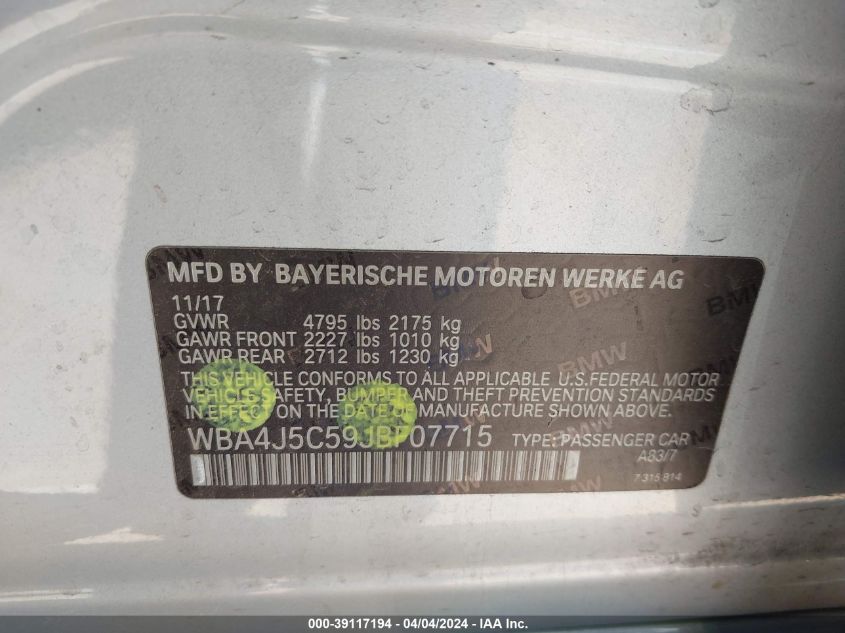 MFD BY BAYERISCHE MOTOREN WERKE AG
11/17
GVWR 4795 lbs 2175 kg
GAWR FRONT 2227 lbs 1010 kg
GAWR REAR 2712 lbs 1230 kg
THIS VEHICLE CONFORMS TO ALL APPLICABLE U.S.FEDERAL MOTOR
VEHICLE SAFETY, BUMPER AND THEFT PREVENTION STANDARDS
IN EFFECT ON THE DATE OF MANUFACTURE SHOWN ABOVE.
WBA4J5C59JBF07715 TYPE: PASSENGER CAR
A83/7
7 315 814
000-39117194 - 04/04/2024 - IAA Inc.